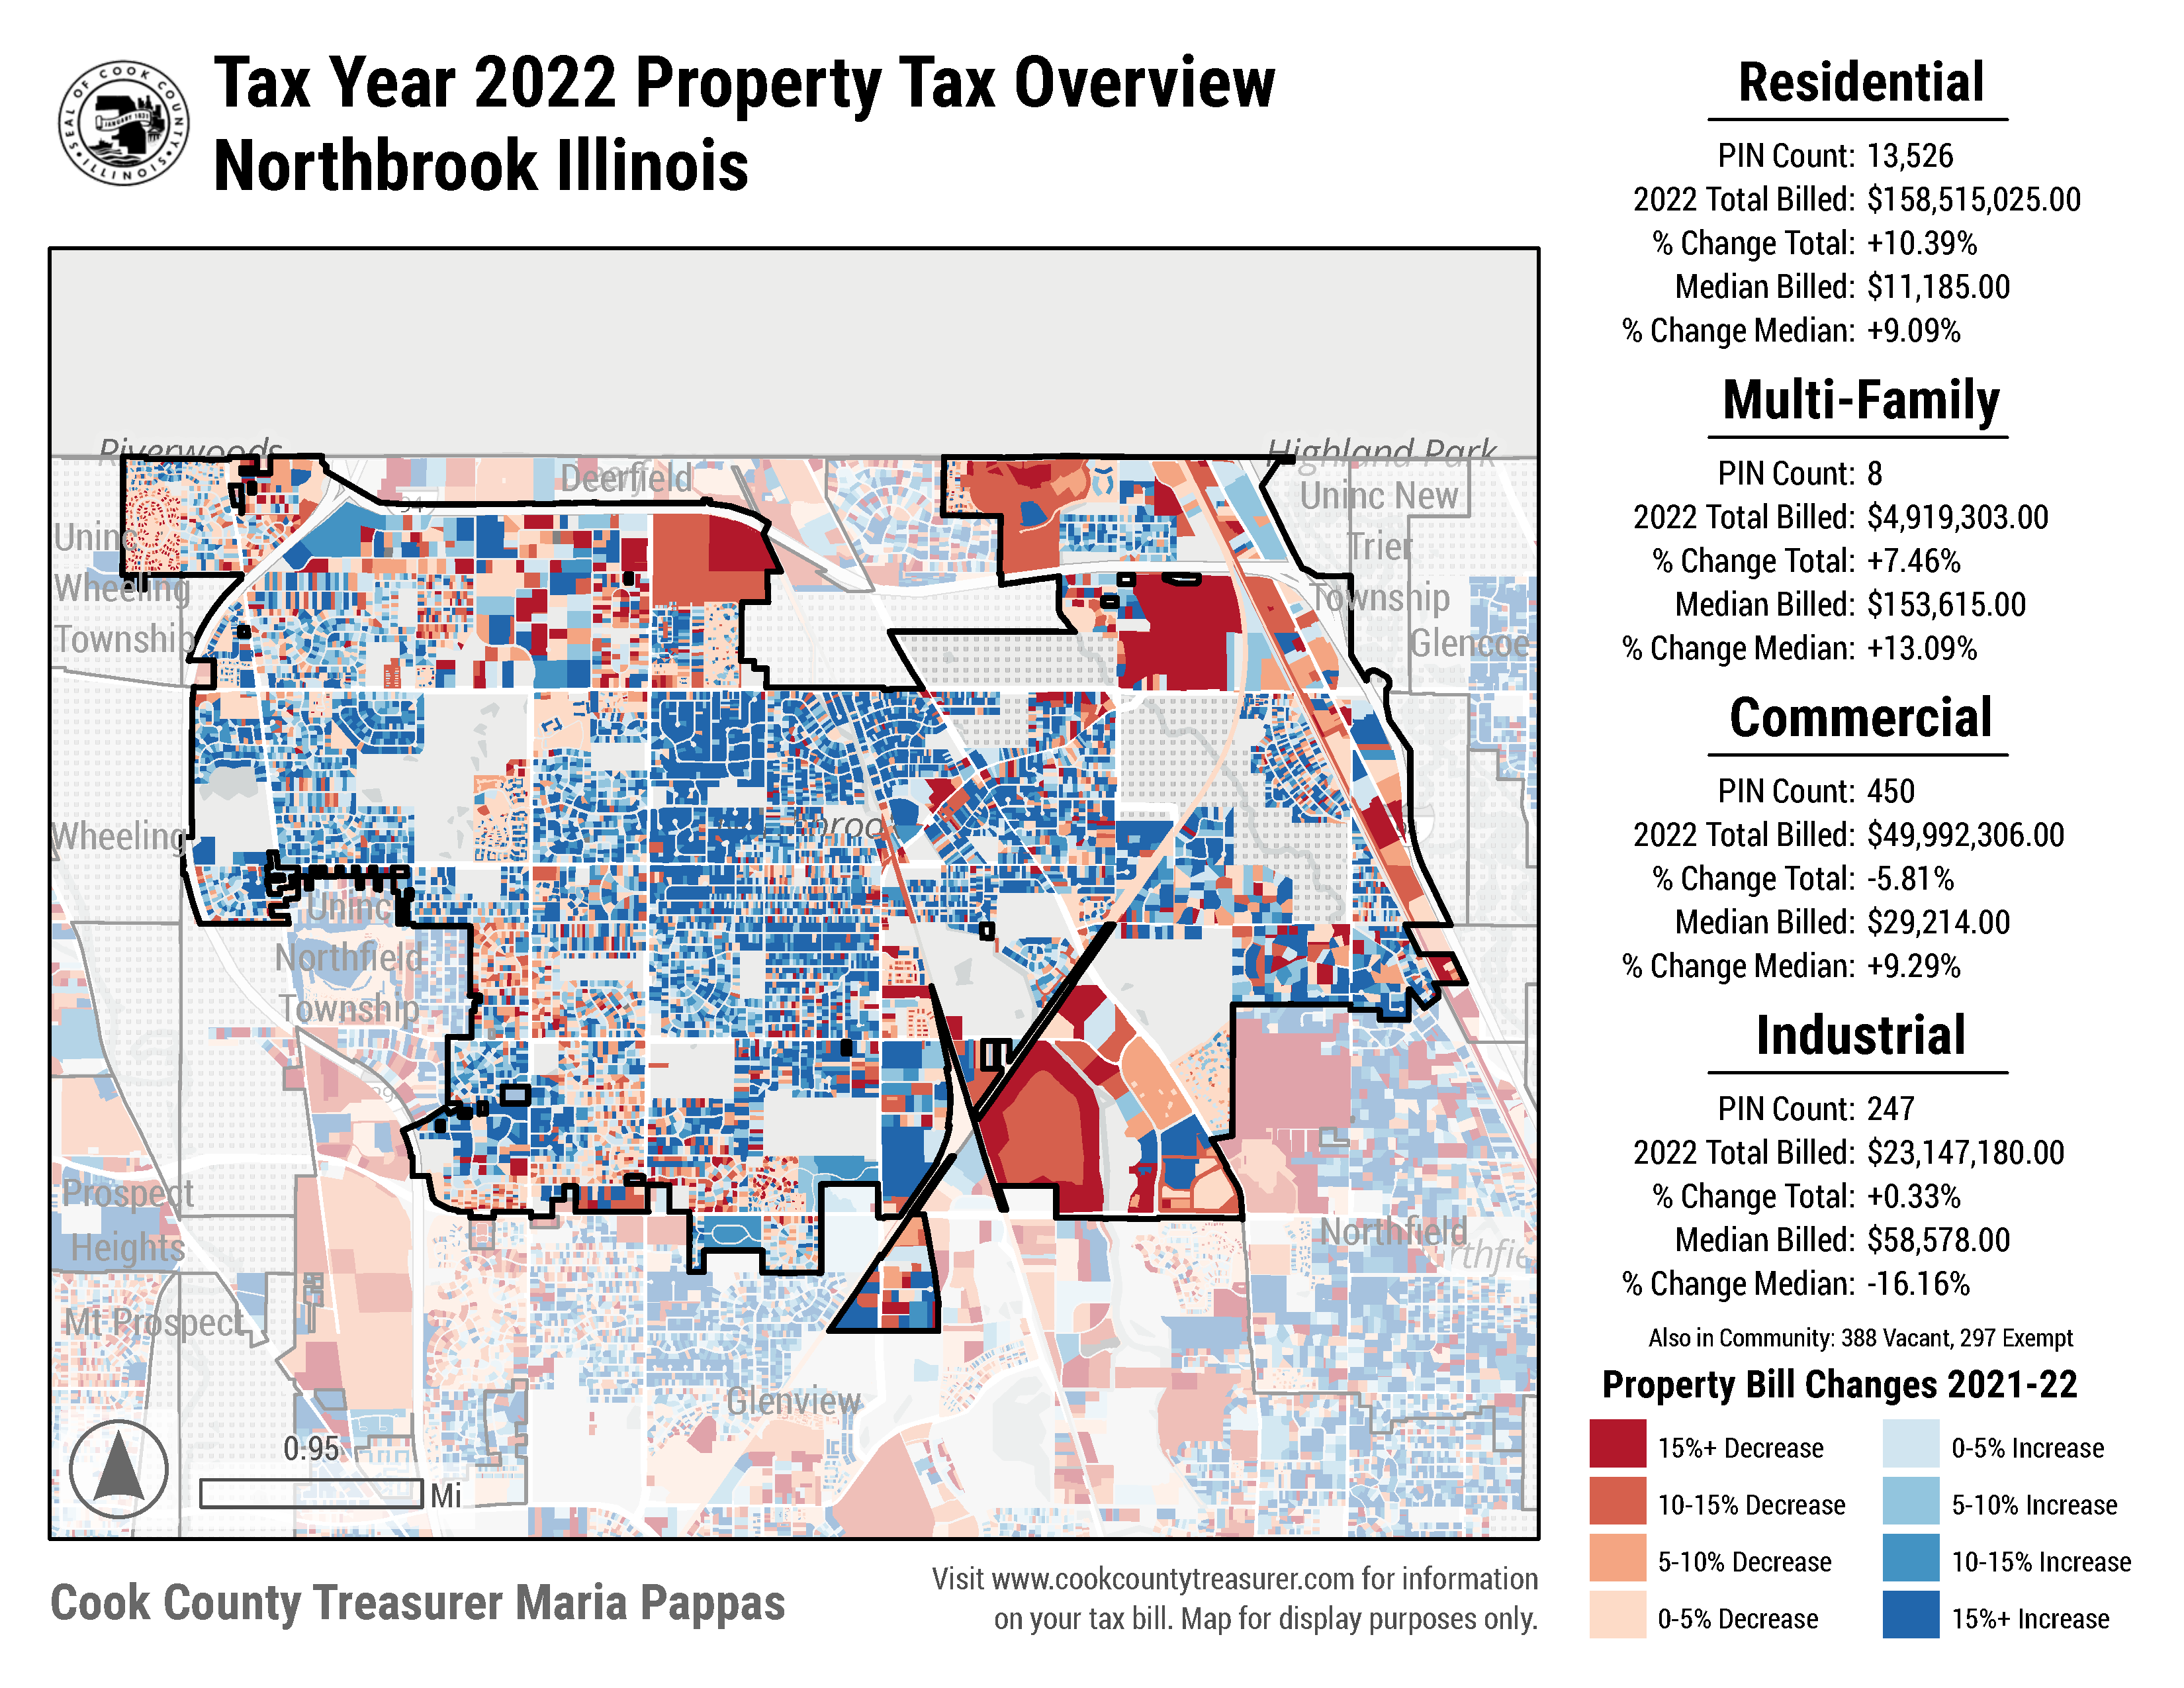 SEAL OF COOK COUNTY
ILLINOIS
JANUARY 1831
Tax Year 2022 Property Tax Overview
Northbrook Illinois
Riverwoods
Highland Park
Deerfield
Uninc New
Trier
Township
Glencoe
94
Uninc
Wheeling
Township
Wheeling
Uninc
Northfield
Township
Prospect
Heights
Mt Prospect
Northfield
Glenview
0.95
Mi
Cook County Treasurer Maria Pappas
Visit www.cookcountytreasurer.com for information
on your tax bill. Map for display purposes only.
Residential
PIN Count: 13,526
2022 Total Billed: $158,515,025.00
% Change Total: +10.39%
Median Billed: $11,185.00
% Change Median: +9.09%
Multi-Family
PIN Count: 8
2022 Total Billed: $4,919,303.00
% Change Total: +7.46%
Median Billed: $153,615.00
% Change Median: +13.09%
Commercial
PIN Count: 450
2022 Total Billed: $49,992,306.00
% Change Total: -5.81%
Median Billed: $29,214.00
% Change Median: +9.29%
Industrial
PIN Count: 247
2022 Total Billed: $23,147,180.00
% Change Total: +0.33%
Median Billed: $58,578.00
% Change Median: -16.16%
Also in Community: 388 Vacant, 297 Exempt
Property Bill Changes 2021-22
15%+ Decrease
10-15% Decrease
5-10% Decrease
0-5% Decrease
0-5% Increase
5-10% Increase
10-15% Increase
15%+ Increase